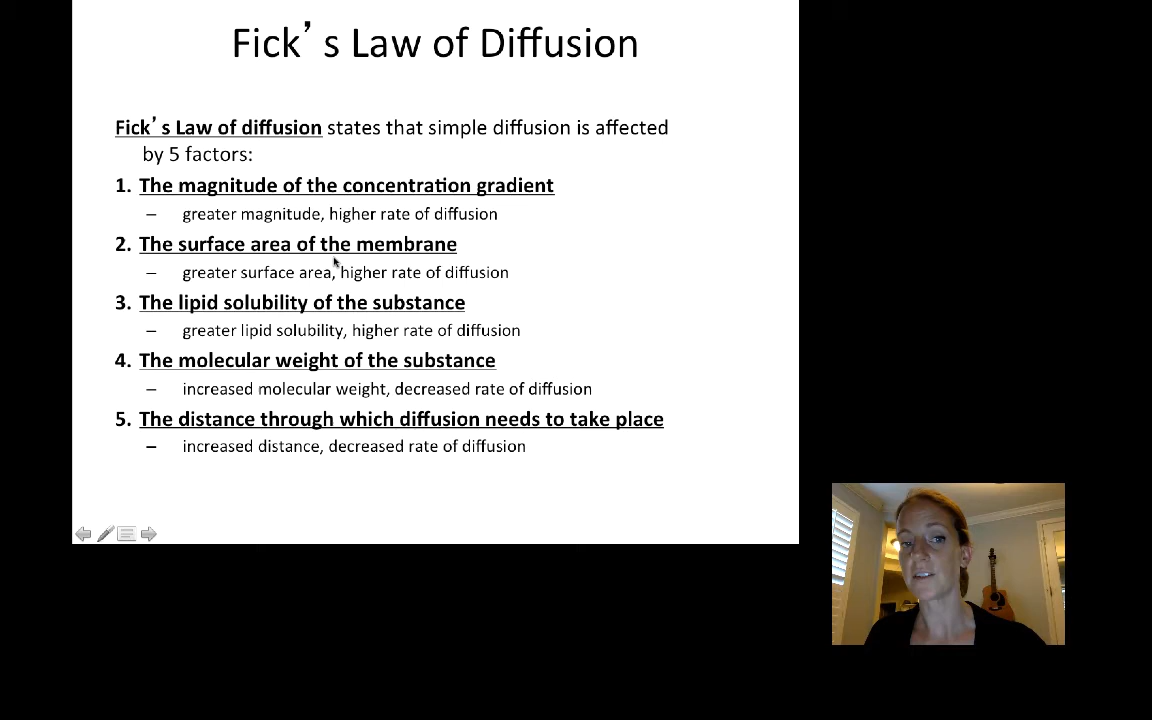 Fick’s Law of Diffusion
Fick’s Law of diffusion states that simple diffusion is affected
by 5 factors:
1. The magnitude of the concentration gradient
– greater magnitude, higher rate of diffusion
2. The surface area of the membrane
– greater surface area, higher rate of diffusion
3. The lipid solubility of the substance
– greater lipid solubility, higher rate of diffusion
4. The molecular weight of the substance
– increased molecular weight, decreased rate of diffusion
5. The distance through which diffusion needs to take place
– increased distance, decreased rate of diffusion